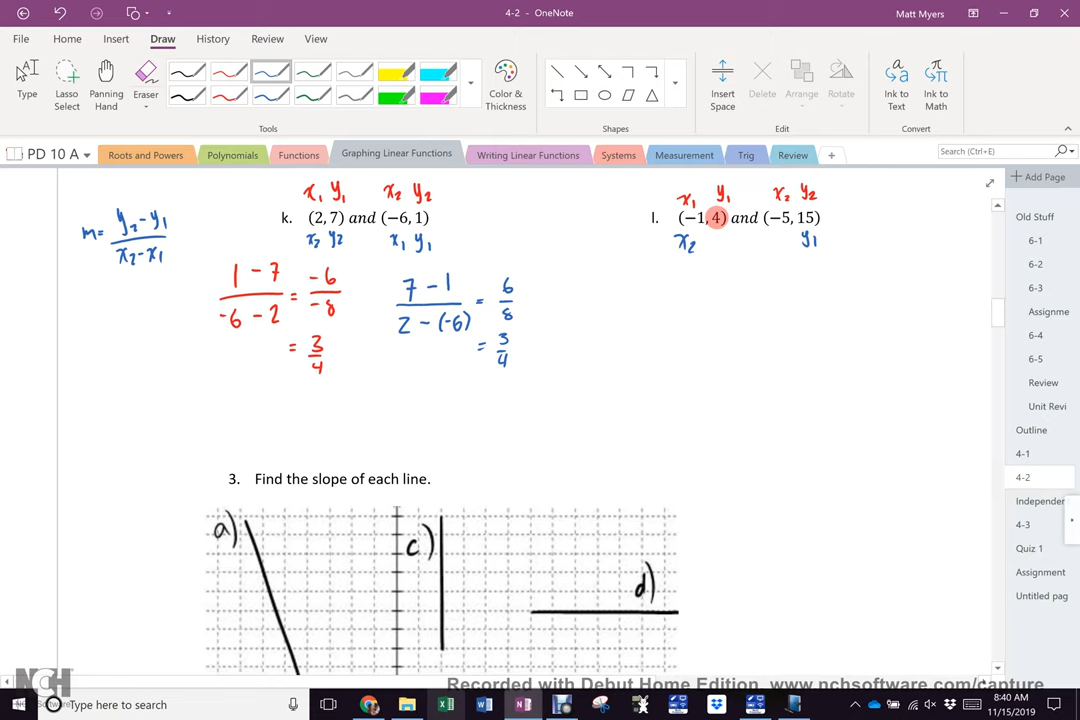 4-2 - OneNote
Matt Myers
File Home Insert Draw History Review View
Type
Lasso Select
Panning Hand
Eraser
Color & Thickness
Insert Space
Delete
Arrange
Rotate
Ink to Text
Ink to Math
Tools
Shapes
Edit
Convert
PD 10 A
Roots and Powers
Polynomials
Functions
Graphing Linear Functions
Writing Linear Functions
Systems
Measurement
Trig
Review
Search (Ctrl+E)
Add Page
Old Stuff
6-1
6-2
6-3
Assignme
6-4
6-5
Review
Unit Revi
Outline
4-1
4-2
Independen
4-3
Quiz 1
Assignment
Untitled pag
m= y₂-y₁ / x₂-x₁
x₁ y₁ x₂ y₂
k. (2, 7) and (−6, 1)
x₂ y₂ x₁ y₁
1 - 7 / -6 - 2 = -6 / -8
= 3/4
7 - 1 / 2 - (-6) = 6/8
= 3/4
x₁ y₁ x₂ y₂
l. (−1, 4) and (−5, 15)
x₂ y₁
3. Find the slope of each line.
a)
c)
d)
NCH
Recorded with Debut Home Edition www.nchsoftware.com/capture
Type here to search
8:40 AM
11/15/2019